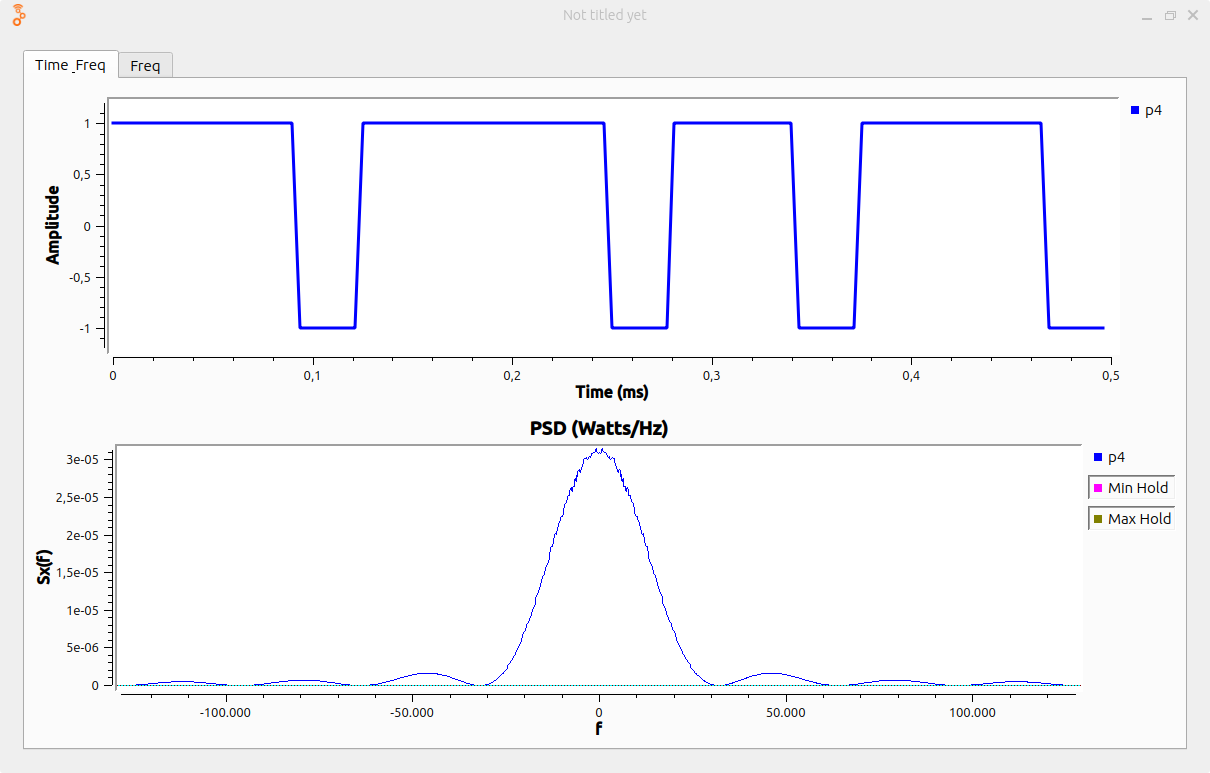 Not titled yet
Time_Freq
Freq
p4
1
0,5
0
-0,5
-1
Amplitude
0
0,1
0,2
0,3
0,4
0,5
Time (ms)
PSD (Watts/Hz)
p4
Min Hold
Max Hold
3e-05
2,5e-05
2e-05
1,5e-05
1e-05
5e-06
0
Sx(f)
-100.000
-50.000
0
50.000
100.000
f